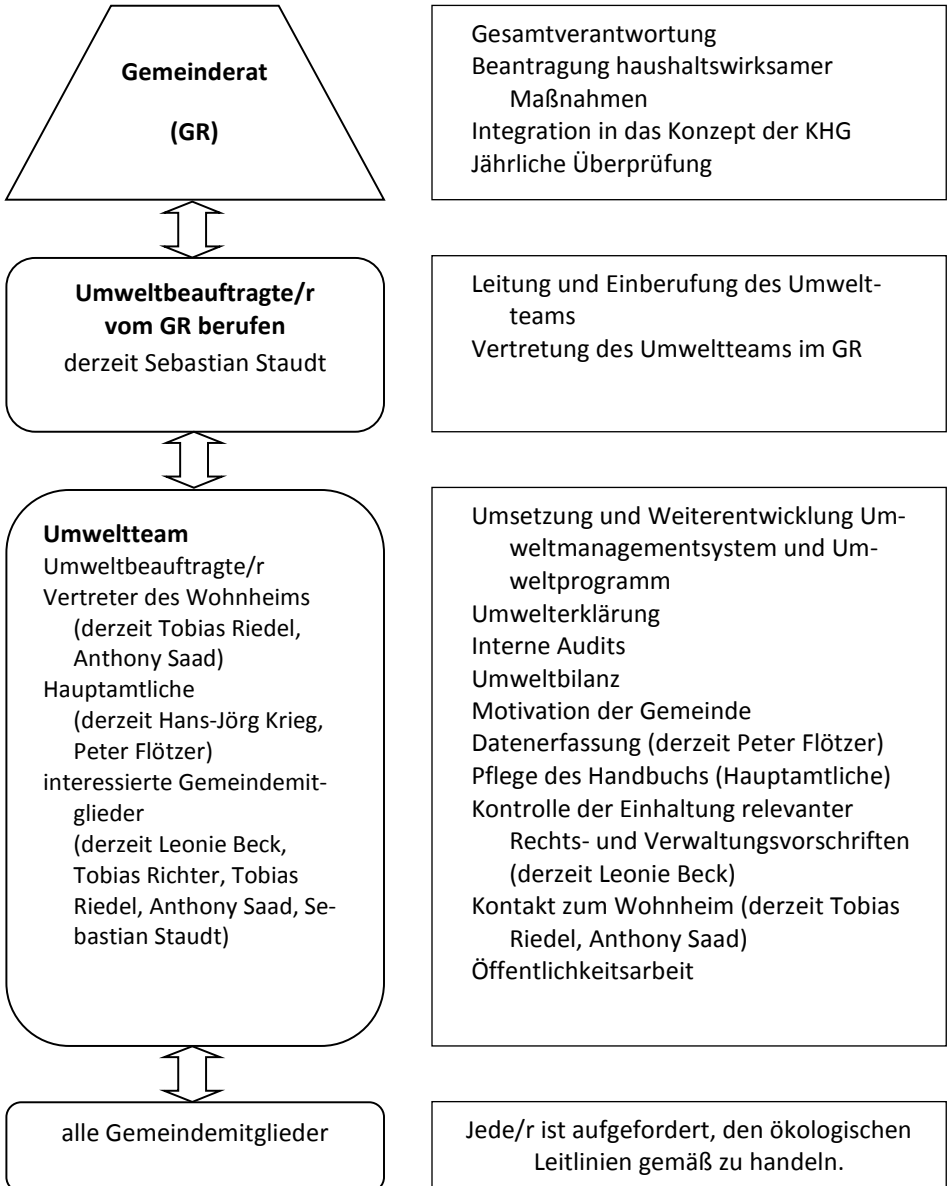 Gemeinderat
(GR)
Gesamtverantwortung
Beantragung haushaltswirksamer
Maßnahmen
Integration in das Konzept der KHG
Jährliche Überprüfung
Umweltbeauftragte/r
vom GR berufen
derzeit Sebastian Staudt
Leitung und Einberufung des Umwelt-
teams
Vertretung des Umweltteams im GR
Umweltteam
Umweltbeauftragte/r
Vertreter des Wohnheims
(derzeit Tobias Riedel,
Anthony Saad)
Hauptamtliche
(derzeit Hans-Jörg Krieg,
Peter Flötzer)
interessierte Gemeindemit-
glieder
(derzeit Leonie Beck,
Tobias Richter, Tobias
Riedel, Anthony Saad, Se-
bastian Staudt)
Umsetzung und Weiterentwicklung Um-
weltmanagementsystem und Um-
weltprogramm
Umwelterklärung
Interne Audits
Umweltbilanz
Motivation der Gemeinde
Datenerfassung (derzeit Peter Flötzer)
Pflege des Handbuchs (Hauptamtliche)
Kontrolle der Einhaltung relevanter
Rechts- und Verwaltungsvorschriften
(derzeit Leonie Beck)
Kontakt zum Wohnheim (derzeit Tobias
Riedel, Anthony Saad)
Öffentlichkeitsarbeit
alle Gemeindemitglieder
Jede/r ist aufgefordert, den ökologischen
Leitlinien gemäß zu handeln.